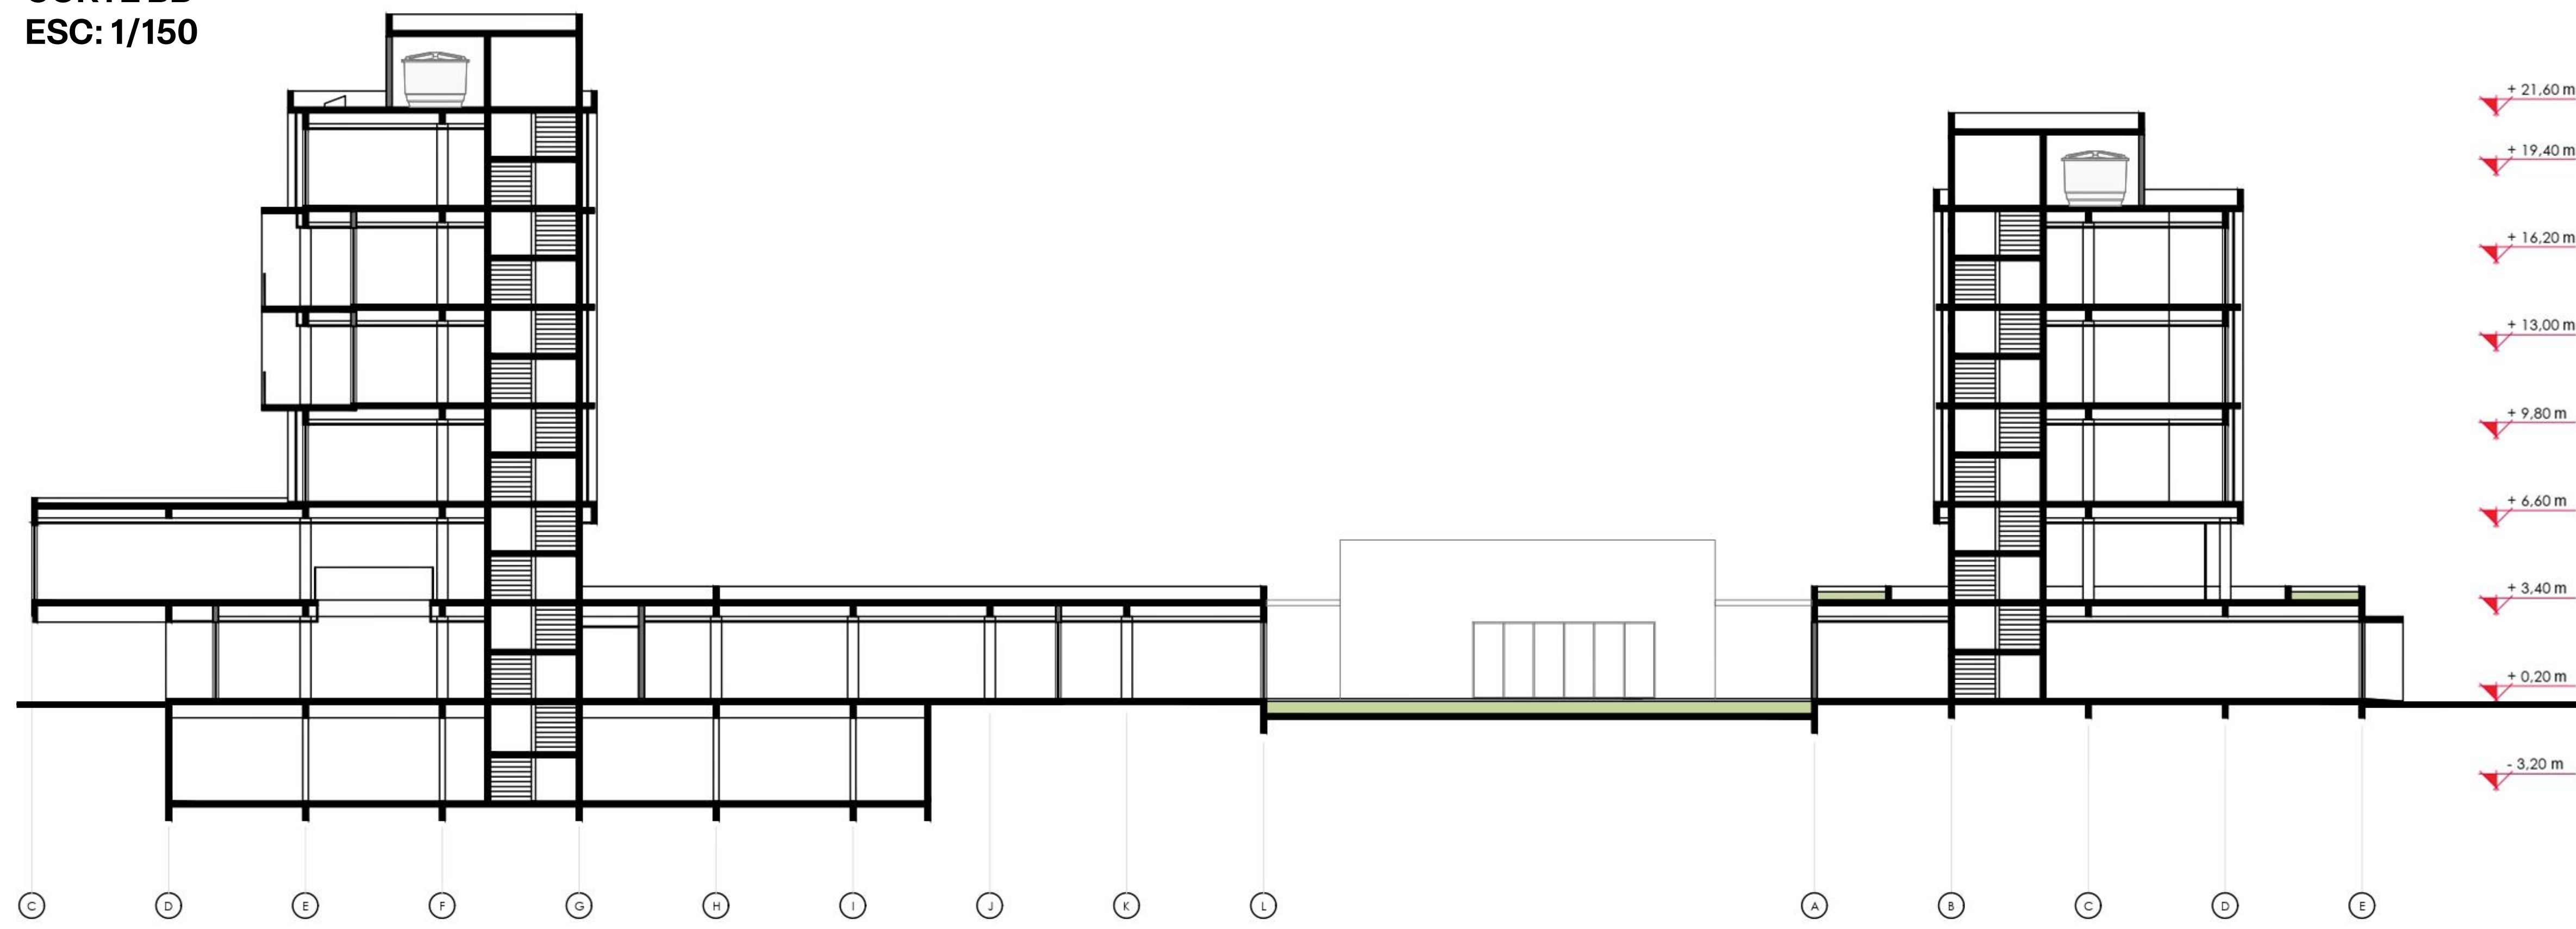 ESC: 1/150
+ 21,60 m
+ 19,40 m
+ 16,20 m
+ 13,00 m
+ 9,80 m
+ 6,60 m
+ 3,40 m
+ 0,20 m
- 3,20 m
C D E F G H I J K L A B C D E